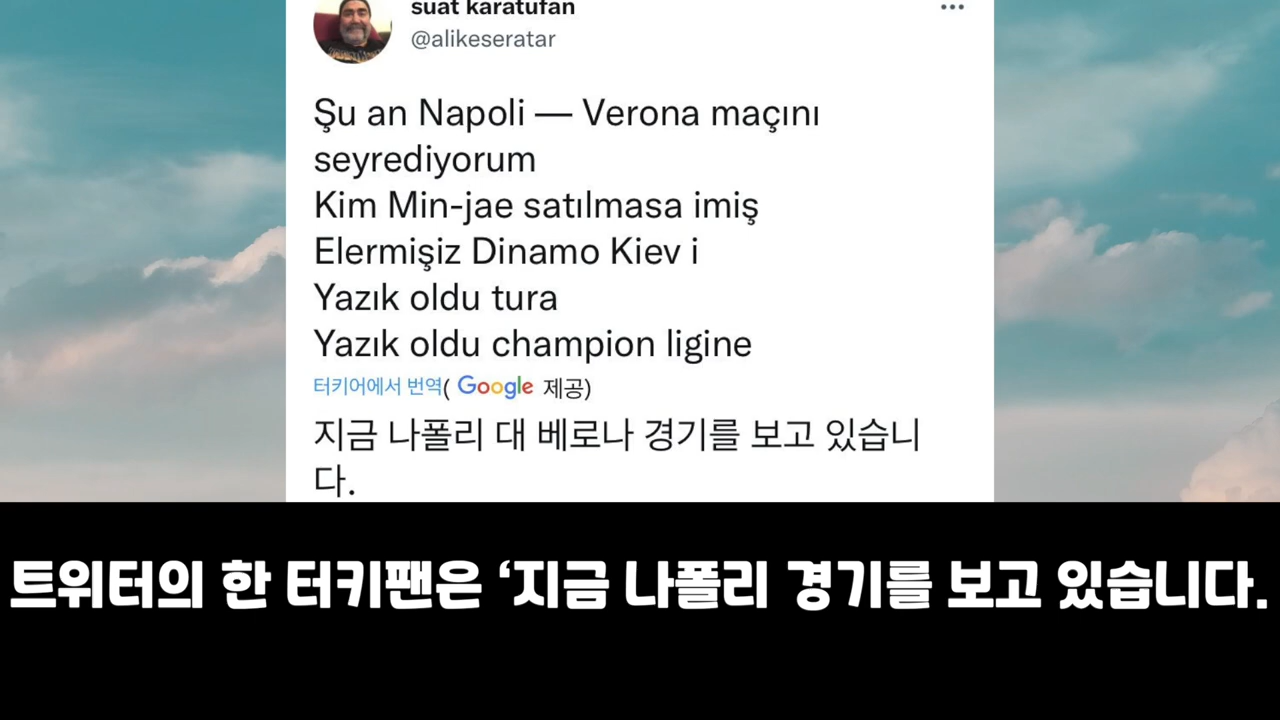 suat karatufan
@alikeseratar
Şu an Napoli — Verona maçını
seyrediyorum
Kim Min-jae satılmasa imiş
Elermişiz Dinamo Kiev i
Yazık oldu tura
Yazık oldu champion ligine
터키어에서 번역( Google 제공)
지금 나폴리 대 베로나 경기를 보고 있습니
다.
트위터의 한 터키팬은 ‘지금 나폴리 경기를 보고 있습니다.